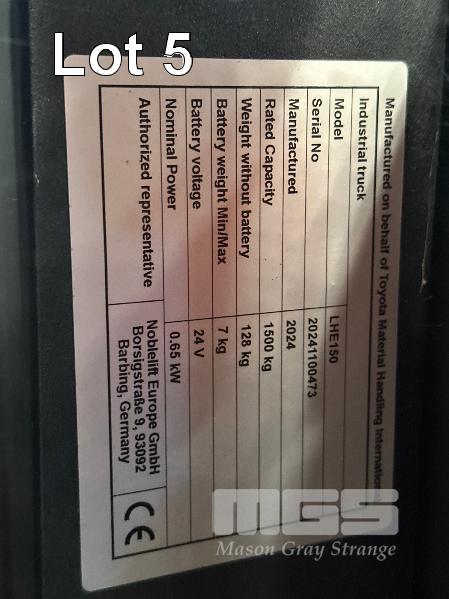 Lot 5
Manufactured on behalf of Toyota Material Handling International
Industrial truck
Model LHE150
Serial No 20241100473
Manufactured 2024
Rated Capacity 1500 kg
Weight without battery 128 kg
Battery weight Min/Max 7 kg
Battery voltage 24 V
Nominal Power 0.65 kW
Authorized representative Noblelift Europe GmbH
Borsigstraße 9, 93092
Barbing, Germany
CE
MGS
Mason Gray Strange